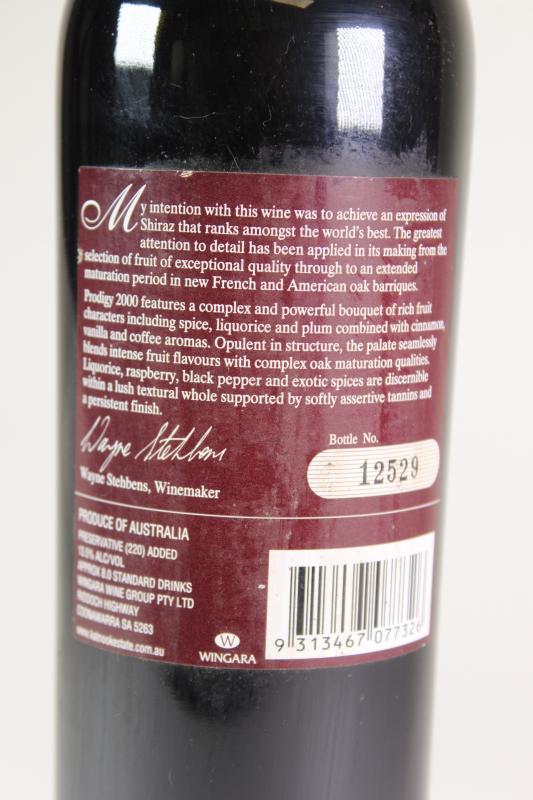 My intention with this wine was to achieve an expression of
Shiraz that ranks amongst the world's best. The greatest
attention to detail has been applied in its making from the
selection of fruit of exceptional quality through to an extended
maturation period in new French and American oak barriques.
Prodigy 2000 features a complex and powerful bouquet of rich fruit
characters including spice, liquorice and plum combined with cinnamon,
vanilla and coffee aromas. Opulent in structure, the palate seamlessly
blends intense fruit flavours with complex oak maturation qualities.
Liquorice, raspberry, black pepper and exotic spices are discernible
within a lush textural whole supported by softly assertive tannins and
a persistent finish.
Wayne Stehbens
Wayne Stehbens, Winemaker
Bottle No.
12529
PRODUCE OF AUSTRALIA
PRESERVATIVE (220) ADDED
13.5% ALC/VOL
APPROX 8.0 STANDARD DRINKS
WINGARA WINE GROUP PTY LTD
RIDDOCH HIGHWAY
COONAWARRA SA 5263
www.katnookestate.com.au
W
WINGARA
9 313467 077326